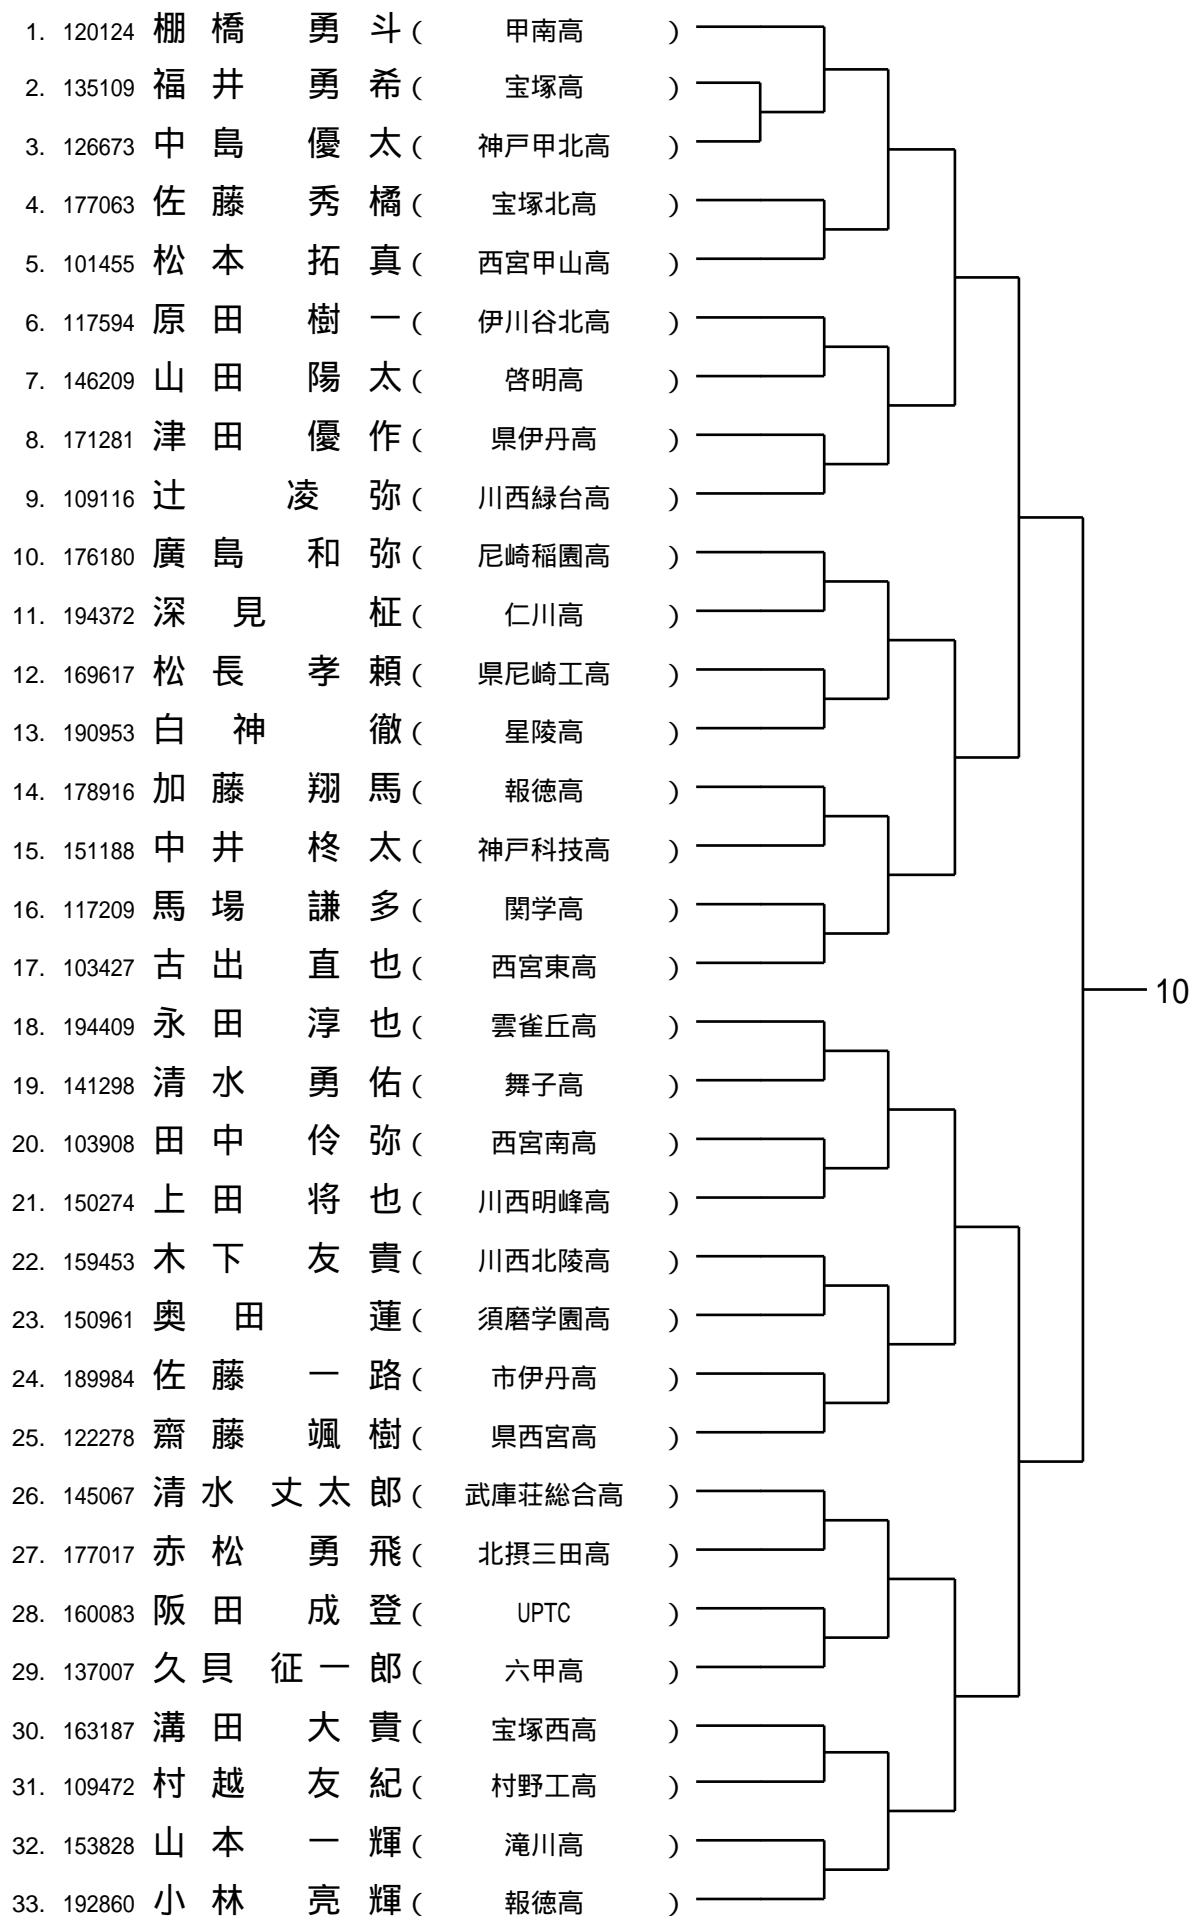 1. 120124 棚橋 勇斗 ( 甲南高 )
2. 135109 福井 勇希 ( 宝塚高 )
3. 126673 中島 優太 ( 神戸甲北高 )
4. 177063 佐藤 秀橘 ( 宝塚北高 )
5. 101455 松本 拓真 ( 西宮甲山高 )
6. 117594 原田 樹一 ( 伊川谷北高 )
7. 146209 山田 陽太 ( 啓明高 )
8. 171281 津田 優作 ( 県伊丹高 )
9. 109116 辻 凌弥 ( 川西緑台高 )
10. 176180 廣島 和弥 ( 尼崎稲園高 )
11. 194372 深見 柾 ( 仁川高 )
12. 169617 松長 孝頼 ( 県尼崎工高 )
13. 190953 白神 徹 ( 星陵高 )
14. 178916 加藤 翔馬 ( 報徳高 )
15. 151188 中井 柊太 ( 神戸科技高 )
16. 117209 馬場 謙多 ( 関学高 )
17. 103427 古出 直也 ( 西宮東高 )
10
18. 194409 永田 淳也 ( 雲雀丘高 )
19. 141298 清水 勇佑 ( 舞子高 )
20. 103908 田中 伶弥 ( 西宮南高 )
21. 150274 上田 将也 ( 川西明峰高 )
22. 159453 木下 友貴 ( 川西北陵高 )
23. 150961 奥田 蓮 ( 須磨学園高 )
24. 189984 佐藤 一路 ( 市伊丹高 )
25. 122278 齋藤 颯樹 ( 県西宮高 )
26. 145067 清水 丈太郎 ( 武庫荘総合高 )
27. 177017 赤松 勇飛 ( 北摂三田高 )
28. 160083 阪田 成登 ( UPTC )
29. 137007 久貝 征一郎 ( 六甲高 )
30. 163187 溝田 大貴 ( 宝塚西高 )
31. 109472 村越 友紀 ( 村野工高 )
32. 153828 山本 一輝 ( 滝川高 )
33. 192860 小林 亮輝 ( 報徳高 )